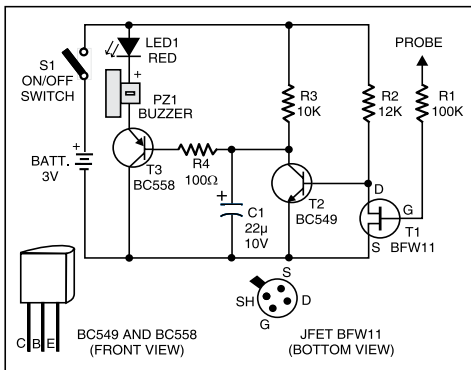 LED1
RED
PROBE
S1
ON/OFF
SWITCH
+
PZ1
BUZZER
R3
10K
R2
12K
R1
100K
+
BATT.
3V
T3
BC558
R4
100Ω
+
C1
22µ
10V
T2
BC549
D
G
S
T1
BFW11
S
SH
D
G
C B E
BC549 AND BC558
(FRONT VIEW)
JFET BFW11
(BOTTOM VIEW)